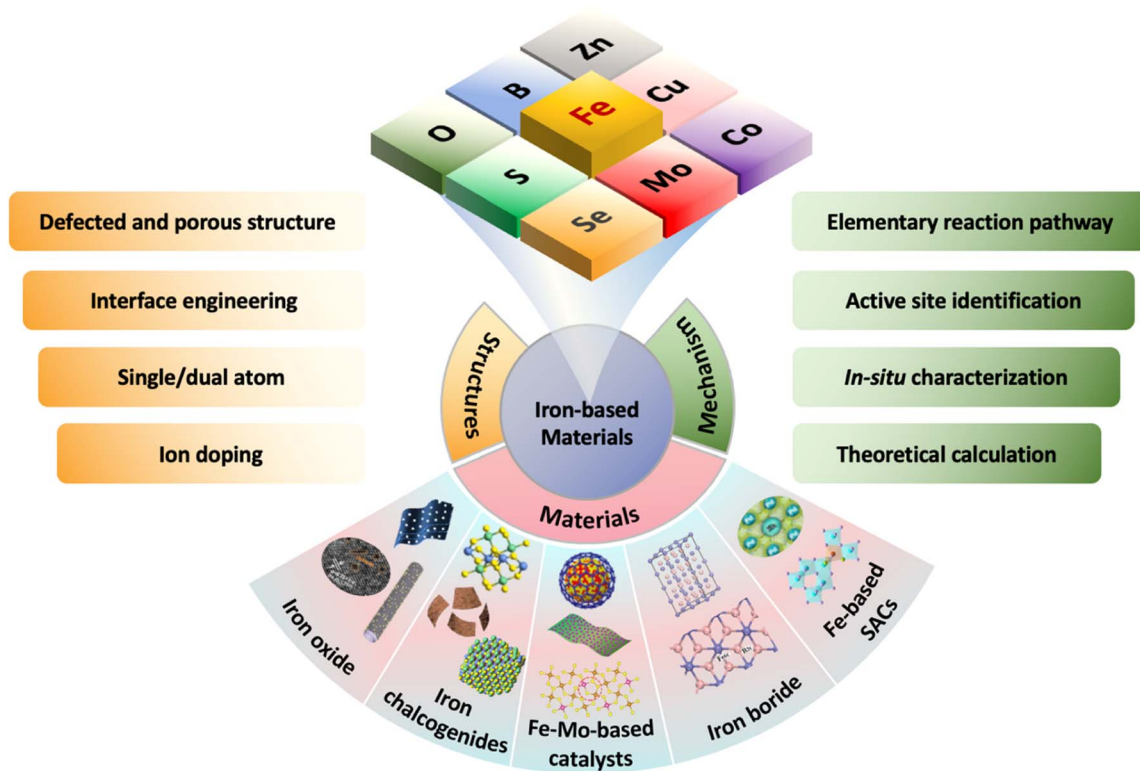 Zn
B
Cu
O
Fe
Co
S
Mo
Se
Defected and porous structure
Interface engineering
Single/dual atom
Ion doping
Elementary reaction pathway
Active site identification
In-situ characterization
Theoretical calculation
Structures
Mechanism
Iron-based
Materials
Materials
Iron oxide
Iron
chalcogenides
Fe-Mo-based
catalysts
Iron boride
Fe-based
SACs